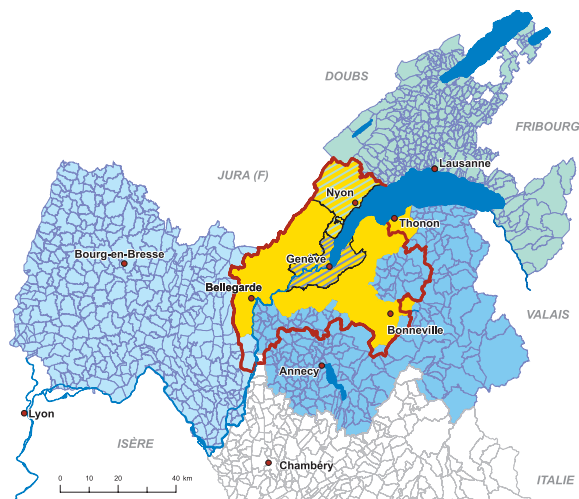 DOUBS
FRIBOURG
Lausanne
JURA (F)
Nyon
Thonon
Bourg-en-Bresse
Genève
Bellegarde
VALAIS
Bonneville
Annecy
Lyon
ISÈRE
Chambéry
ITALIE
0 10 20 40 km